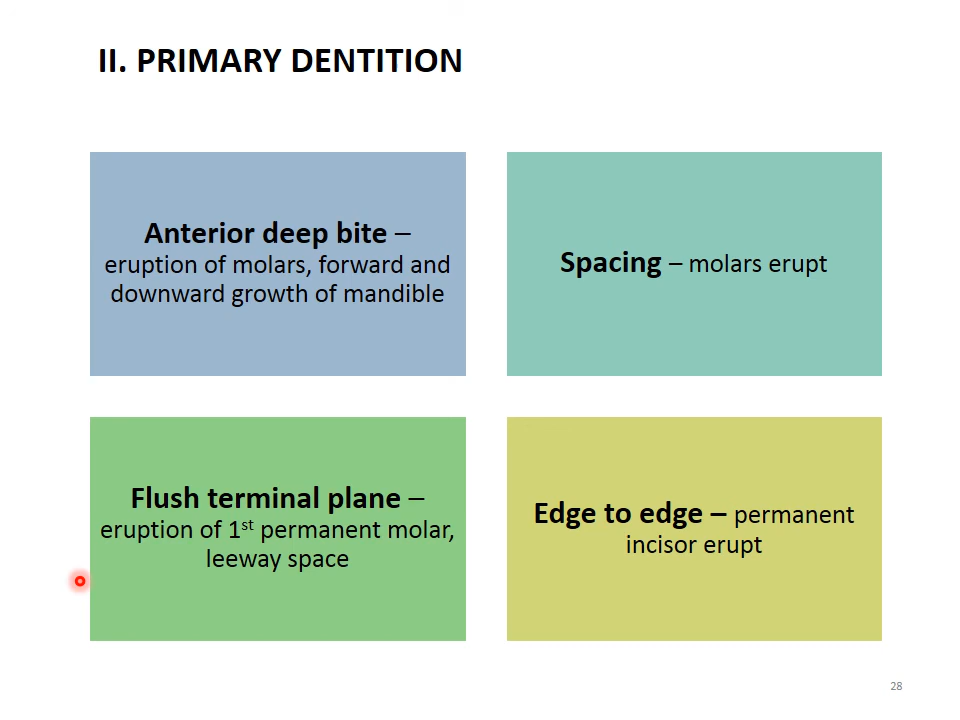 II. PRIMARY DENTITION
Anterior deep bite –
eruption of molars, forward and
downward growth of mandible
Spacing – molars erupt
Flush terminal plane –
eruption of 1st permanent molar,
leeway space
Edge to edge – permanent
incisor erupt
28